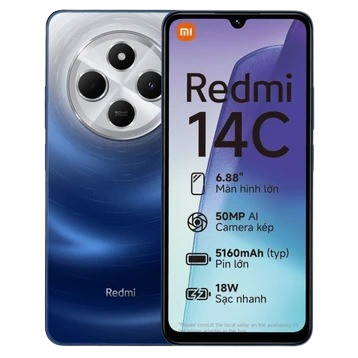 Redmi
14C
6.88"
Màn hình lớn
50MP AI
Camera kép
5160mAh (typ)
Pin lớn
18W
Sạc nhanh
Redmi